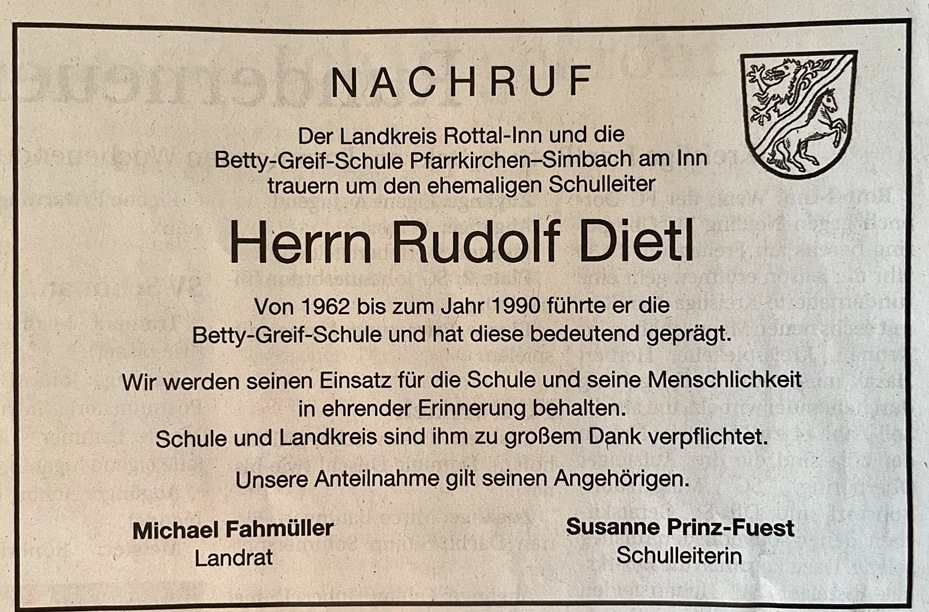 NACHRUF
Der Landkreis Rottal-Inn und die
Betty-Greif-Schule Pfarrkirchen–Simbach am Inn
trauern um den ehemaligen Schulleiter
Herrn Rudolf Dietl
Von 1962 bis zum Jahr 1990 führte er die
Betty-Greif-Schule und hat diese bedeutend geprägt.
Wir werden seinen Einsatz für die Schule und seine Menschlichkeit
in ehrender Erinnerung behalten.
Schule und Landkreis sind ihm zu großem Dank verpflichtet.
Unsere Anteilnahme gilt seinen Angehörigen.
Michael Fahmüller
Landrat
Susanne Prinz-Fuest
Schulleiterin